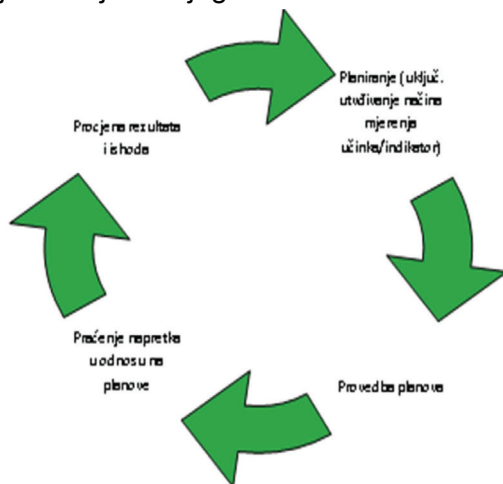 Planiranje (uključ.
utvđivanje načina
mjerenja
učinka/indikator)
Provedba planova
Praćenje napretka
u odnosu na
planove
Procjena rezultata
i ishoda